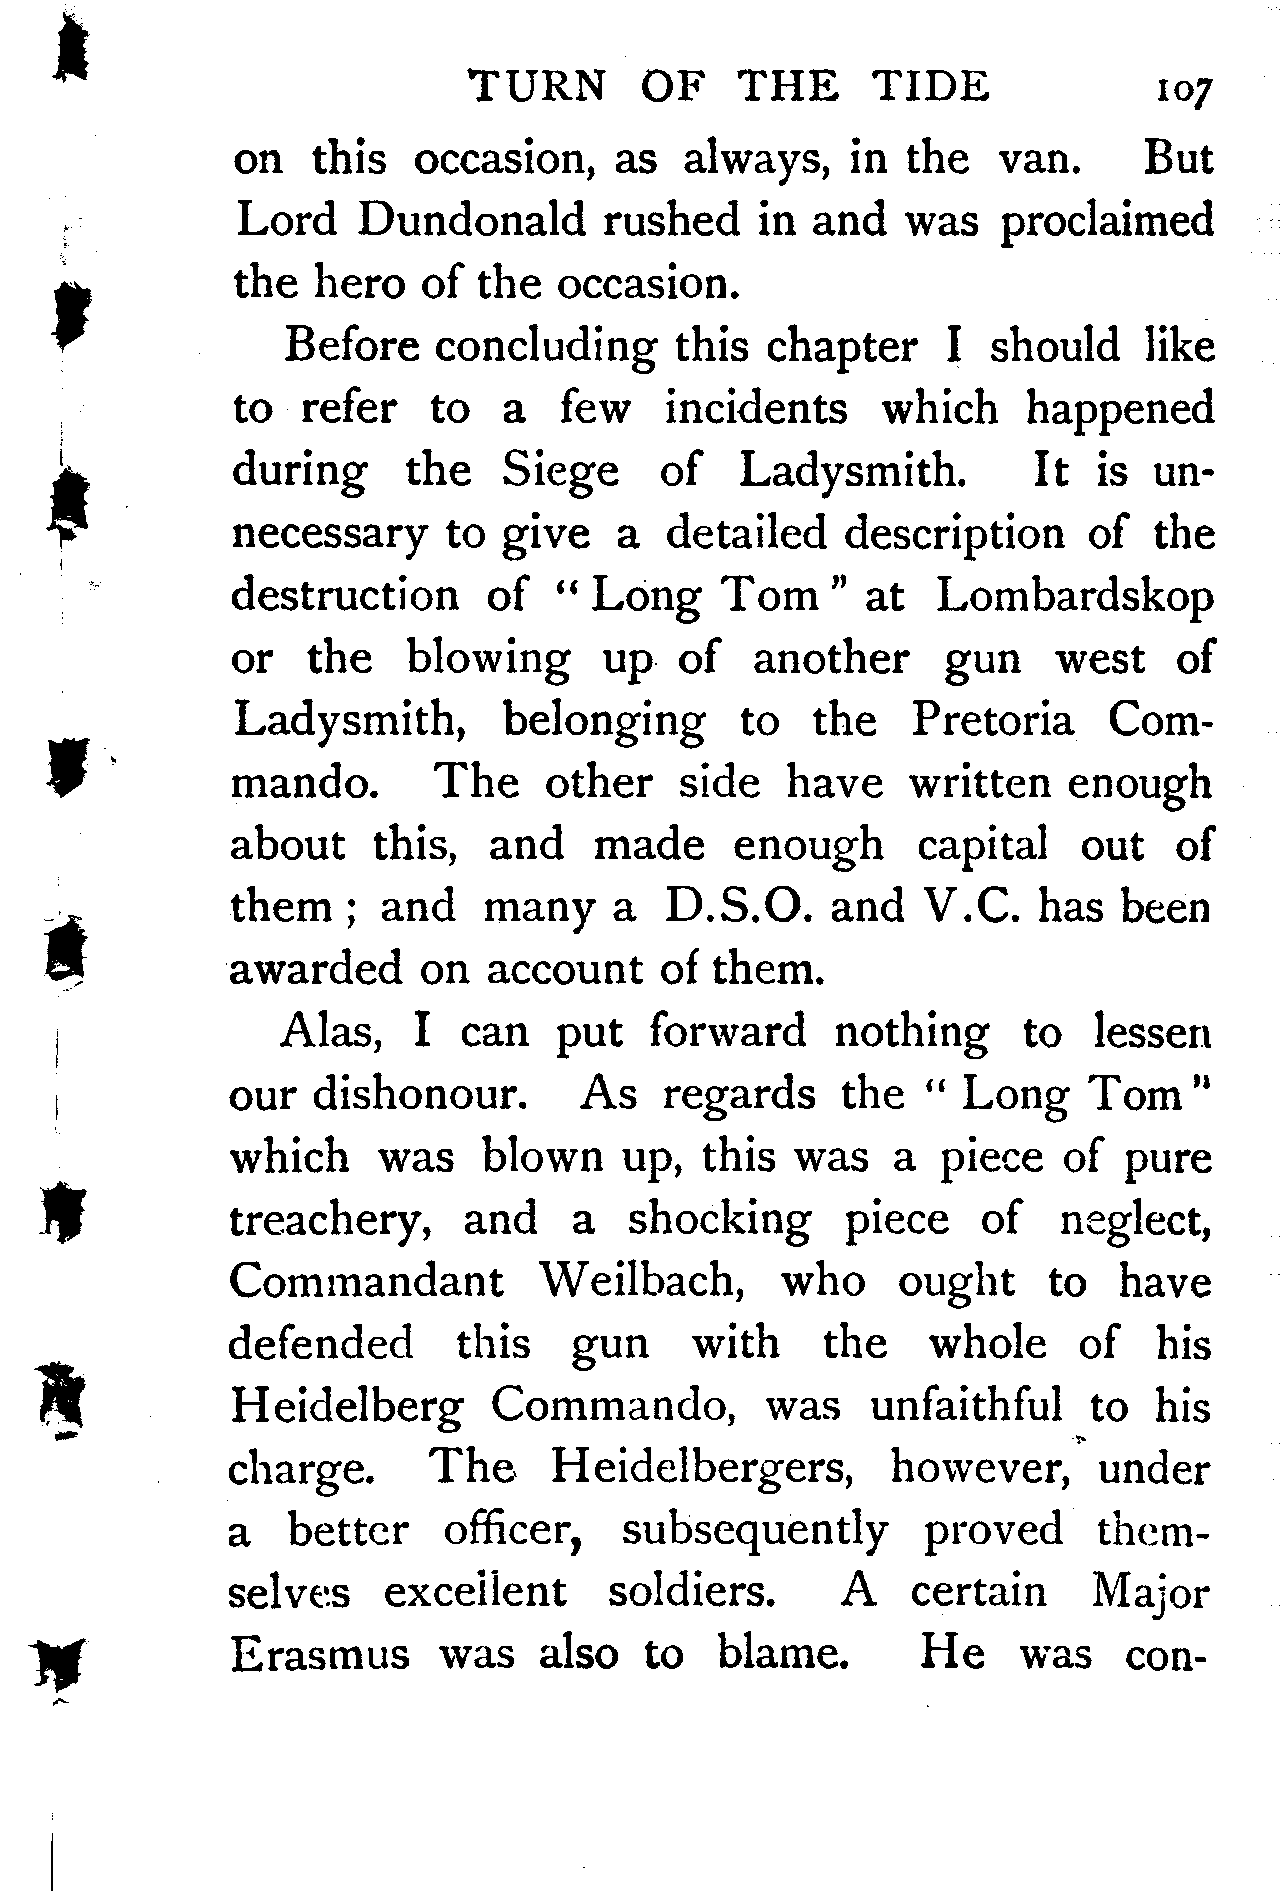 TURN OF THE TIDE 107
on this occasion, as always, in the van. But
Lord Dundonald rushed in and was proclaimed
the hero of the occasion.
Before concluding this chapter I should like
to refer to a few incidents which happened
during the Siege of Ladysmith. It is un-
necessary to give a detailed description of the
destruction of “ Long Tom ” at Lombardskop
or the blowing up of another gun west of
Ladysmith, belonging to the Pretoria Com-
mando. The other side have written enough
about this, and made enough capital out of
them ; and many a D.S.O. and V.C. has been
awarded on account of them.
Alas, I can put forward nothing to lessen
our dishonour. As regards the “ Long Tom ”
which was blown up, this was a piece of pure
treachery, and a shocking piece of neglect,
Commandant Weilbach, who ought to have
defended this gun with the whole of his
Heidelberg Commando, was unfaithful to his
charge. The Heidelbergers, however, under
a better officer, subsequently proved them-
selves excellent soldiers. A certain Major
Erasmus was also to blame. He was con-